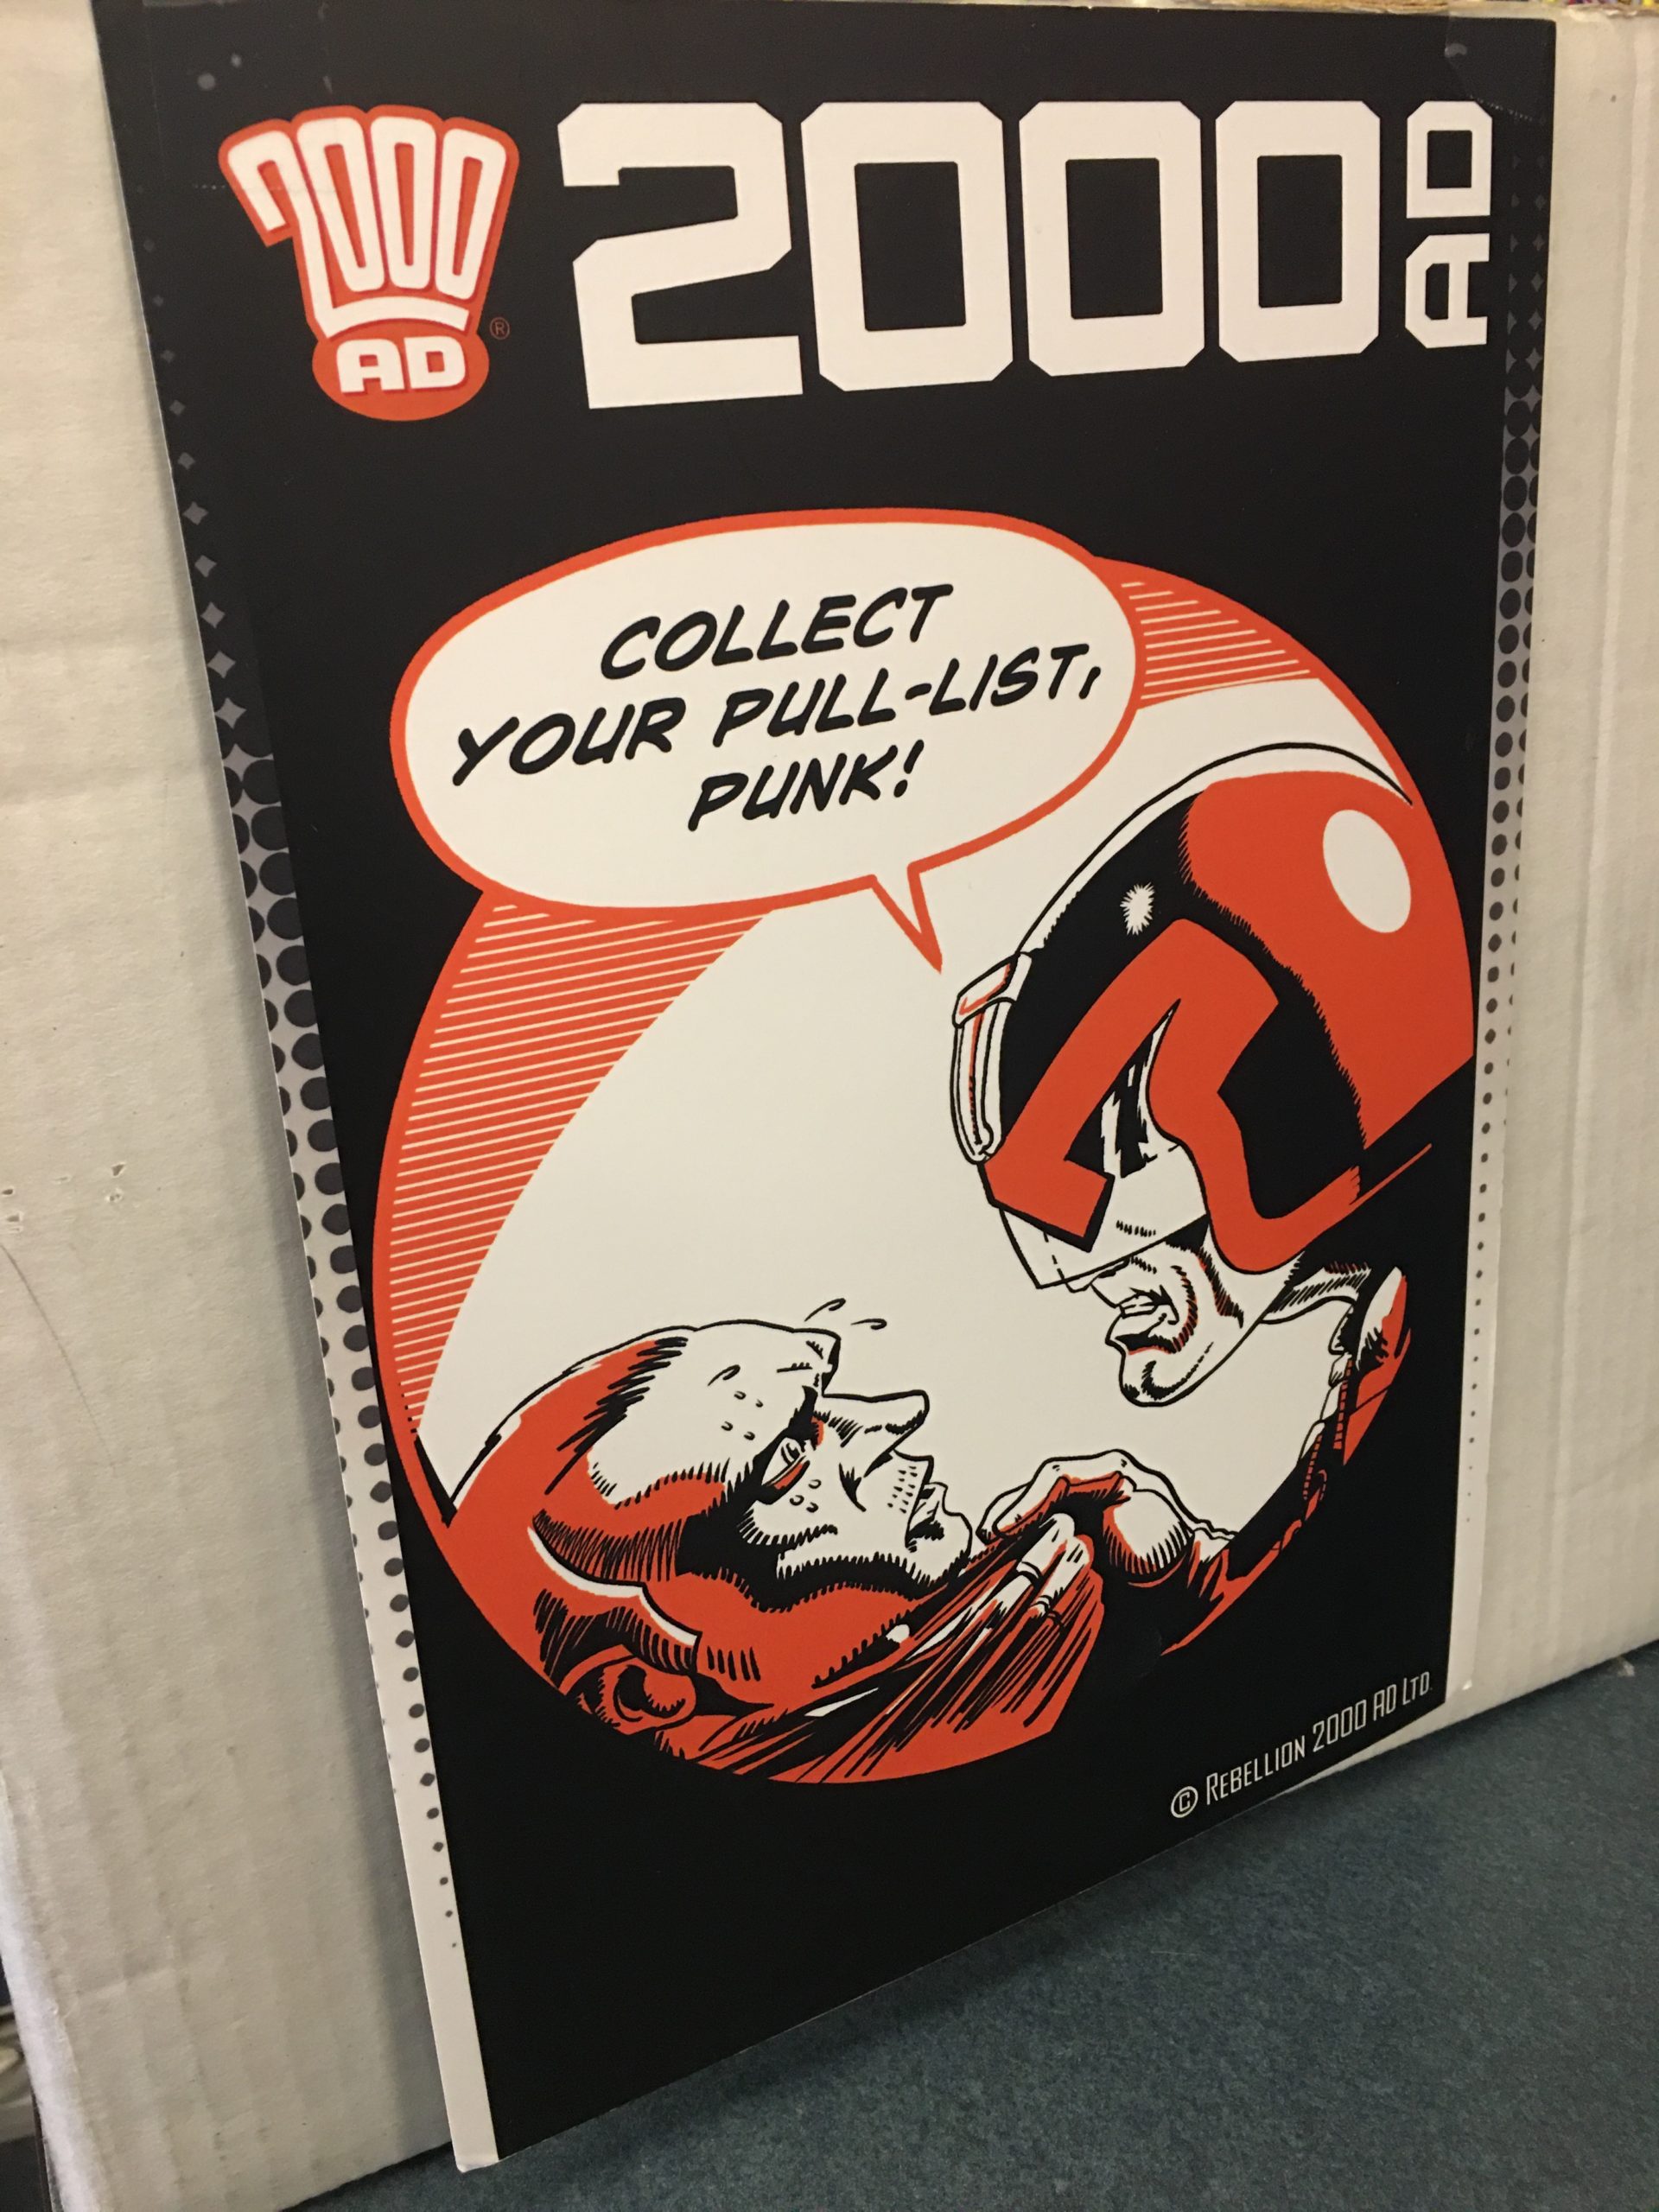 2000
AD
®
2000 AD
COLLECT
YOUR PULL-LIST,
PUNK!
© REBELLION 2000 AD LTD.